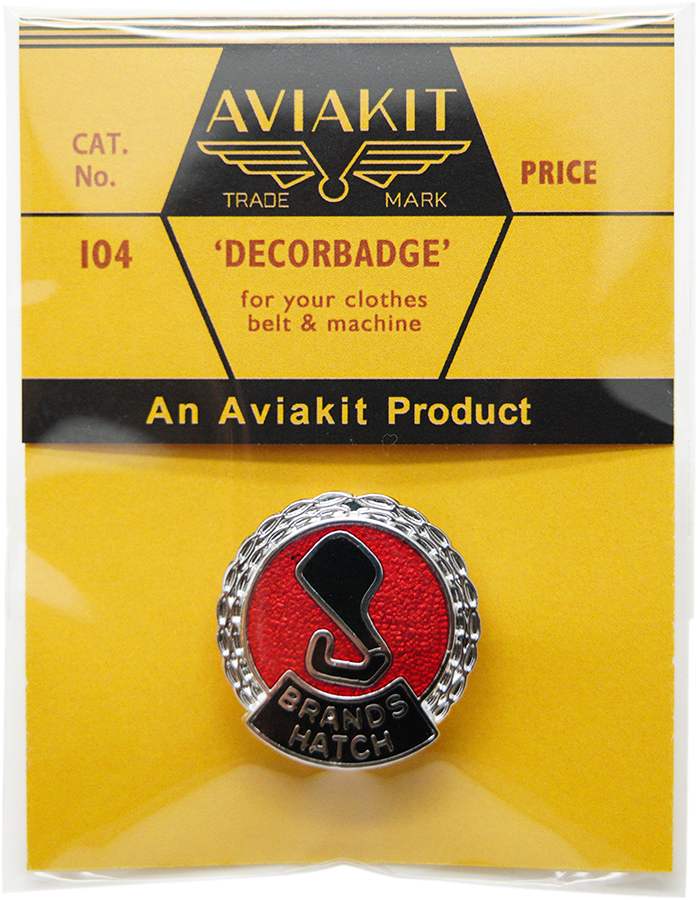 AVIAKIT
TRADE MARK
CAT.
No.
PRICE
104
‘DECORBADGE’
for your clothes
belt & machine
An Aviakit Product
BRANDS
HATCH